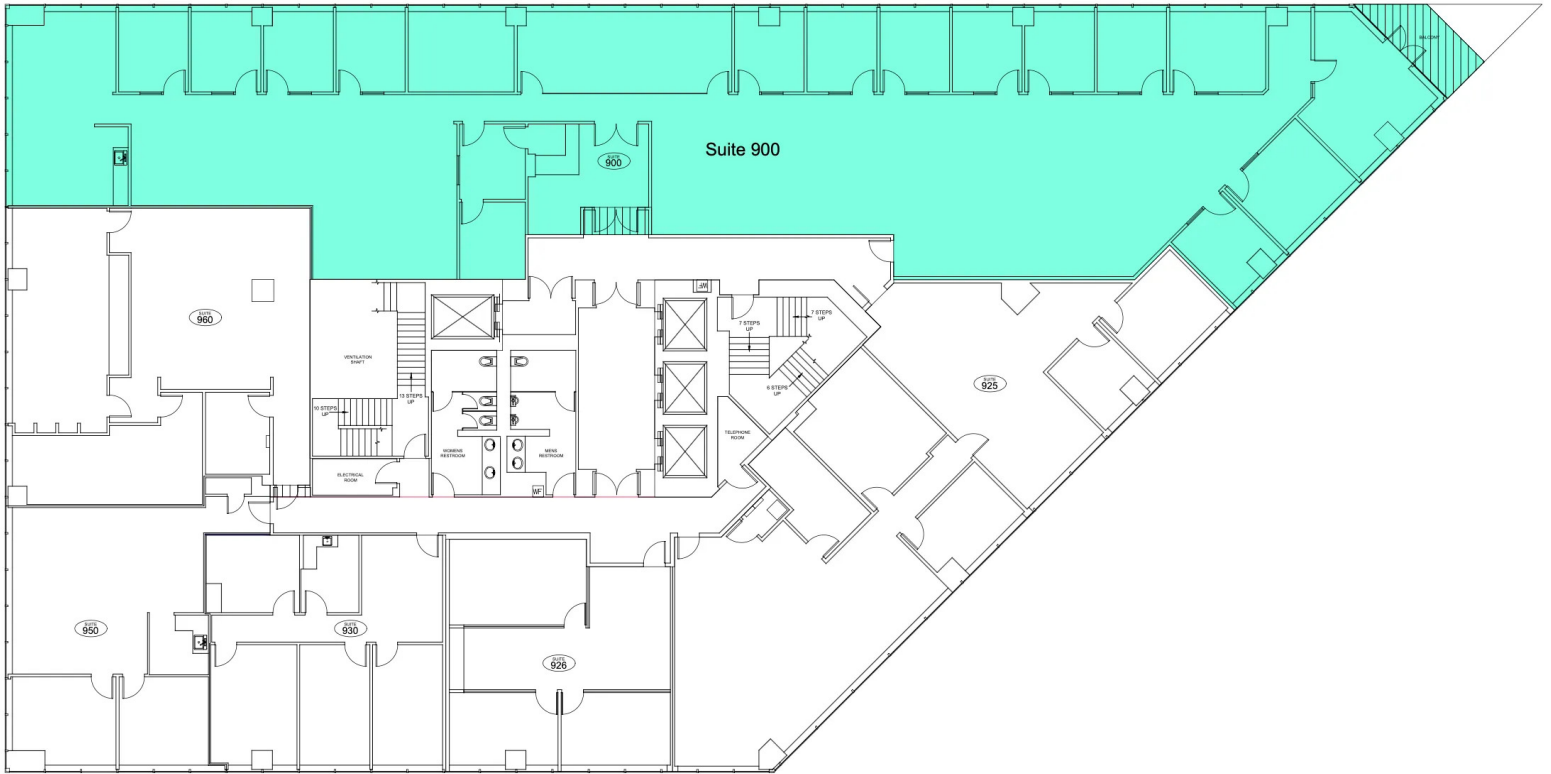 BALCONY
Suite 900
SUITE
900
WF
SUITE
960
7 STEPS
UP
7 STEPS
UP
VENTILATION
SHAFT
SUITE
925
6 STEPS
UP
13 STEPS
UP
10 STEPS
UP
TELEPHONE
ROOM
WOMENS
RESTROOM
MENS
RESTROOM
ELECTRICAL
ROOM
WF
SUITE
950
SUITE
930
SUITE
926